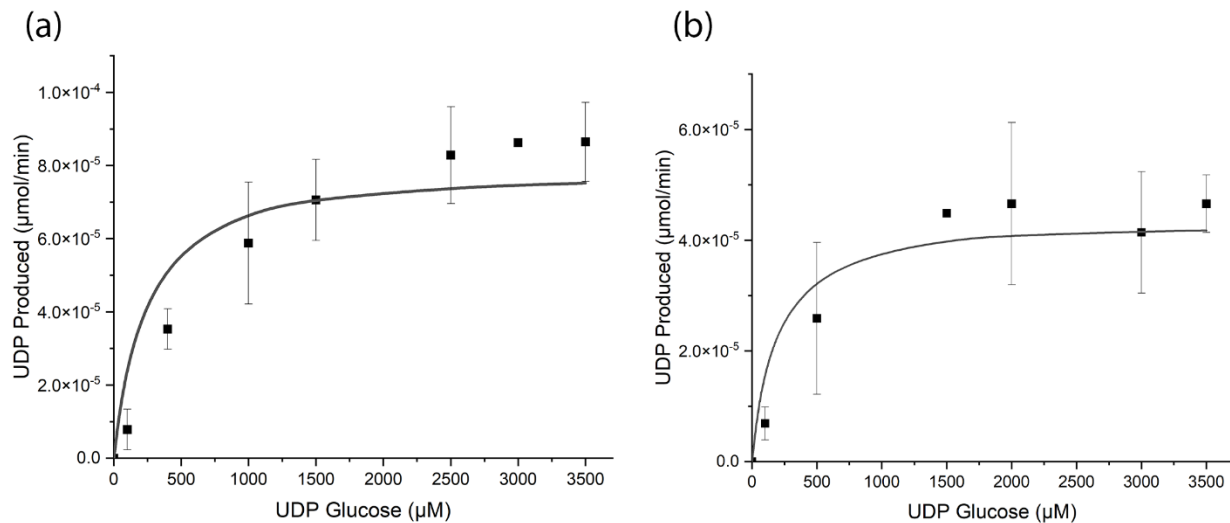 (a)
(b)
1.0×10⁻⁴
8.0×10⁻⁵
6.0×10⁻⁵
4.0×10⁻⁵
2.0×10⁻⁵
0.0
UDP Produced (µmol/min)
0 500 1000 1500 2000 2500 3000 3500
UDP Glucose (µM)
6.0×10⁻⁵
4.0×10⁻⁵
2.0×10⁻⁵
0.0
UDP Produced (µmol/min)
0 500 1000 1500 2000 2500 3000 3500
UDP Glucose (µM)